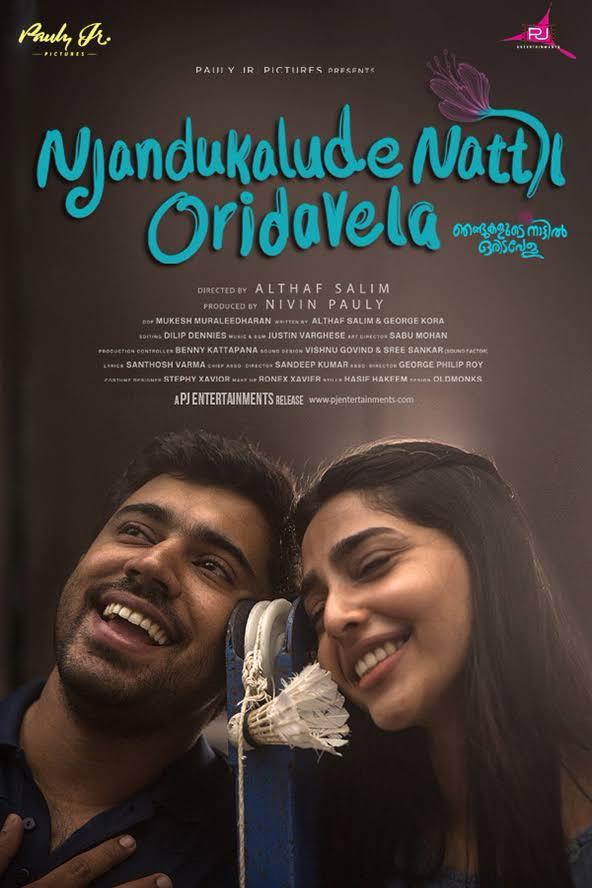 Pauly Jr.
PICTURES
PJ
ENTERTAINMENTS
PAULY JR. PICTURES PRESENTS
Njandukalude Nattil
Oridavela
ഞണ്ടുകളുടെ നാട്ടിൽ
ഒരിടവേള
DIRECTED BY ALTHAF SALIM
PRODUCED BY NIVIN PAULY
DOP MUKESH MURALEEDHARAN WRITTEN BY ALTHAF SALIM & GEORGE KORA
EDITING DILIP DENNIES MUSIC & BGM JUSTIN VARGHESE ART DIRECTOR SABU MOHAN
PRODUCTION CONTROLLER BENNY KATTAPANA SOUND DESIGN VISHNU GOVIND & SREE SANKAR (SOUND FACTOR)
LYRICS SANTHOSH VARMA CHIEF ASSO· DIRECTOR SANDEEP KUMAR ASSO· DIRECTOR GEORGE PHILIP ROY
COSTUME DESIGNER STEPHY XAVIOR MAKE UP RONEX XAVIER STILLS HASIF HAKEEM DESIGN OLDMONKS
A PJ ENTERTAINMENTS RELEASE www.pjentertainments.com